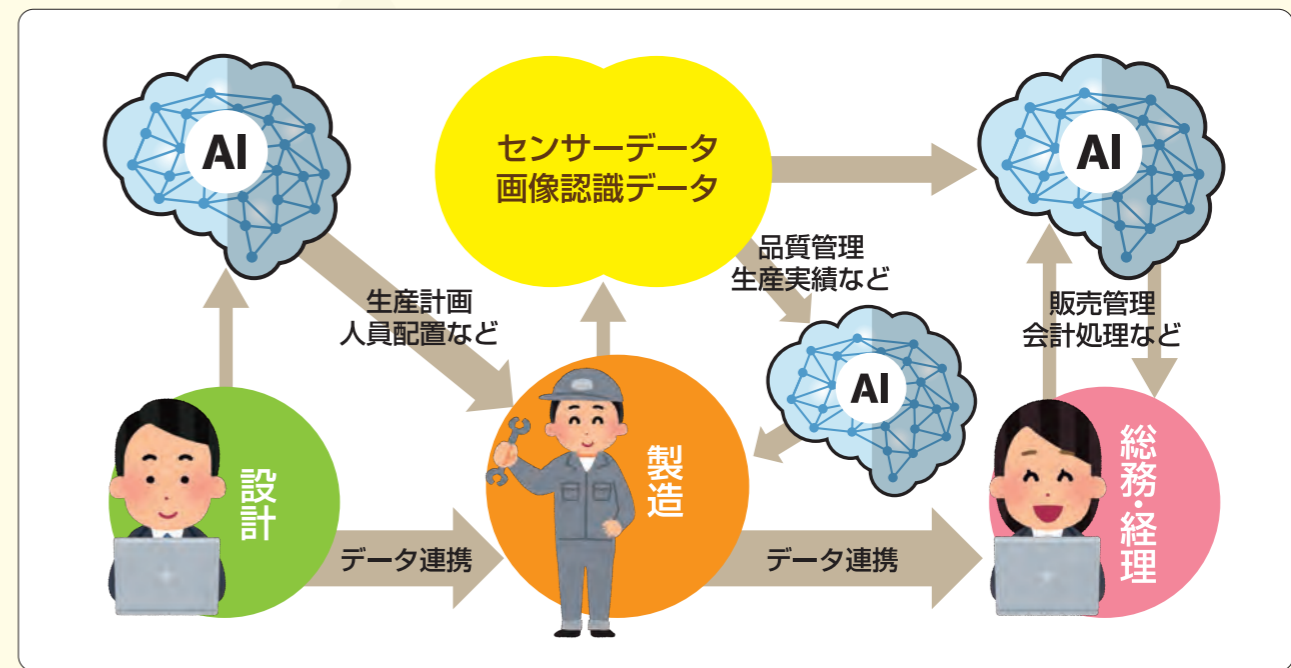 AI
センサーデータ
画像認識データ
AI
品質管理
生産実績など
生産計画
人員配置など
販売管理
会計処理など
AI
設計
製造
総務・経理
データ連携
データ連携